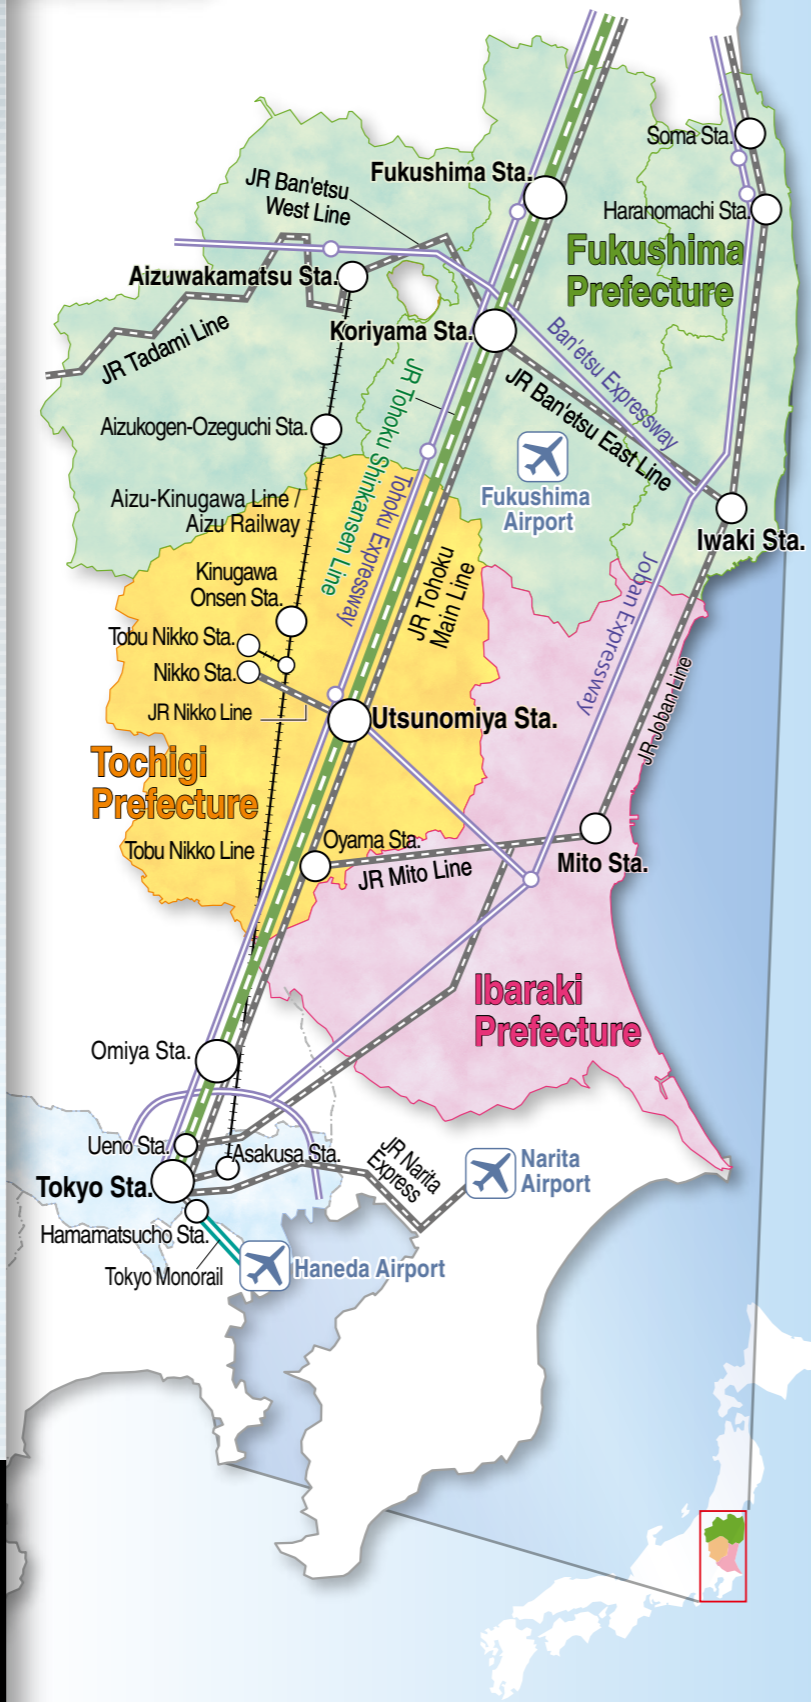 Soma Sta.
Fukushima Sta.
JR Ban'etsu
West Line
Haranomachi Sta.
Fukushima
Prefecture
Aizuwakamatsu Sta.
Koriyama Sta.
JR Tadami Line
Ban'etsu Expressway
JR Tohoku Shinkansen Line
JR Ban'etsu East Line
Aizukogen-Ozeguchi Sta.
Fukushima
Airport
Tohoku Expressway
Aizu-Kinugawa Line /
Aizu Railway
Iwaki Sta.
JR Tohoku
Main Line
Joban Expressway
Kinugawa
Onsen Sta.
Tobu Nikko Sta.
Nikko Sta.
JR Nikko Line
Utsunomiya Sta.
JR Joban Line
Tochigi
Prefecture
Tobu Nikko Line
Oyama Sta.
JR Mito Line
Mito Sta.
Ibaraki
Prefecture
Omiya Sta.
Ueno Sta.
Asakusa Sta.
JR Narita
Express
Narita
Airport
Tokyo Sta.
Hamamatsucho Sta.
Tokyo Monorail
Haneda Airport